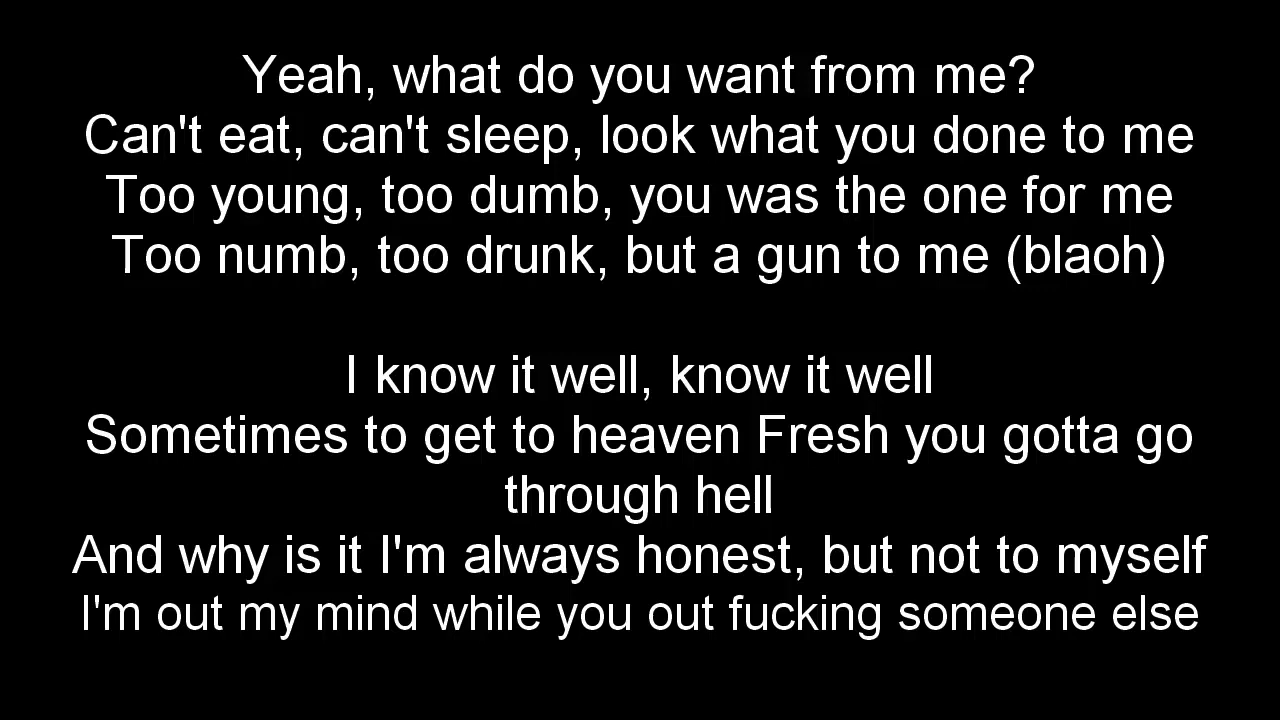 Yeah, what do you want from me?
Can't eat, can't sleep, look what you done to me
Too young, too dumb, you was the one for me
Too numb, too drunk, but a gun to me (blaoh)
I know it well, know it well
Sometimes to get to heaven Fresh you gotta go
through hell
And why is it I'm always honest, but not to myself
I'm out my mind while you out fucking someone else